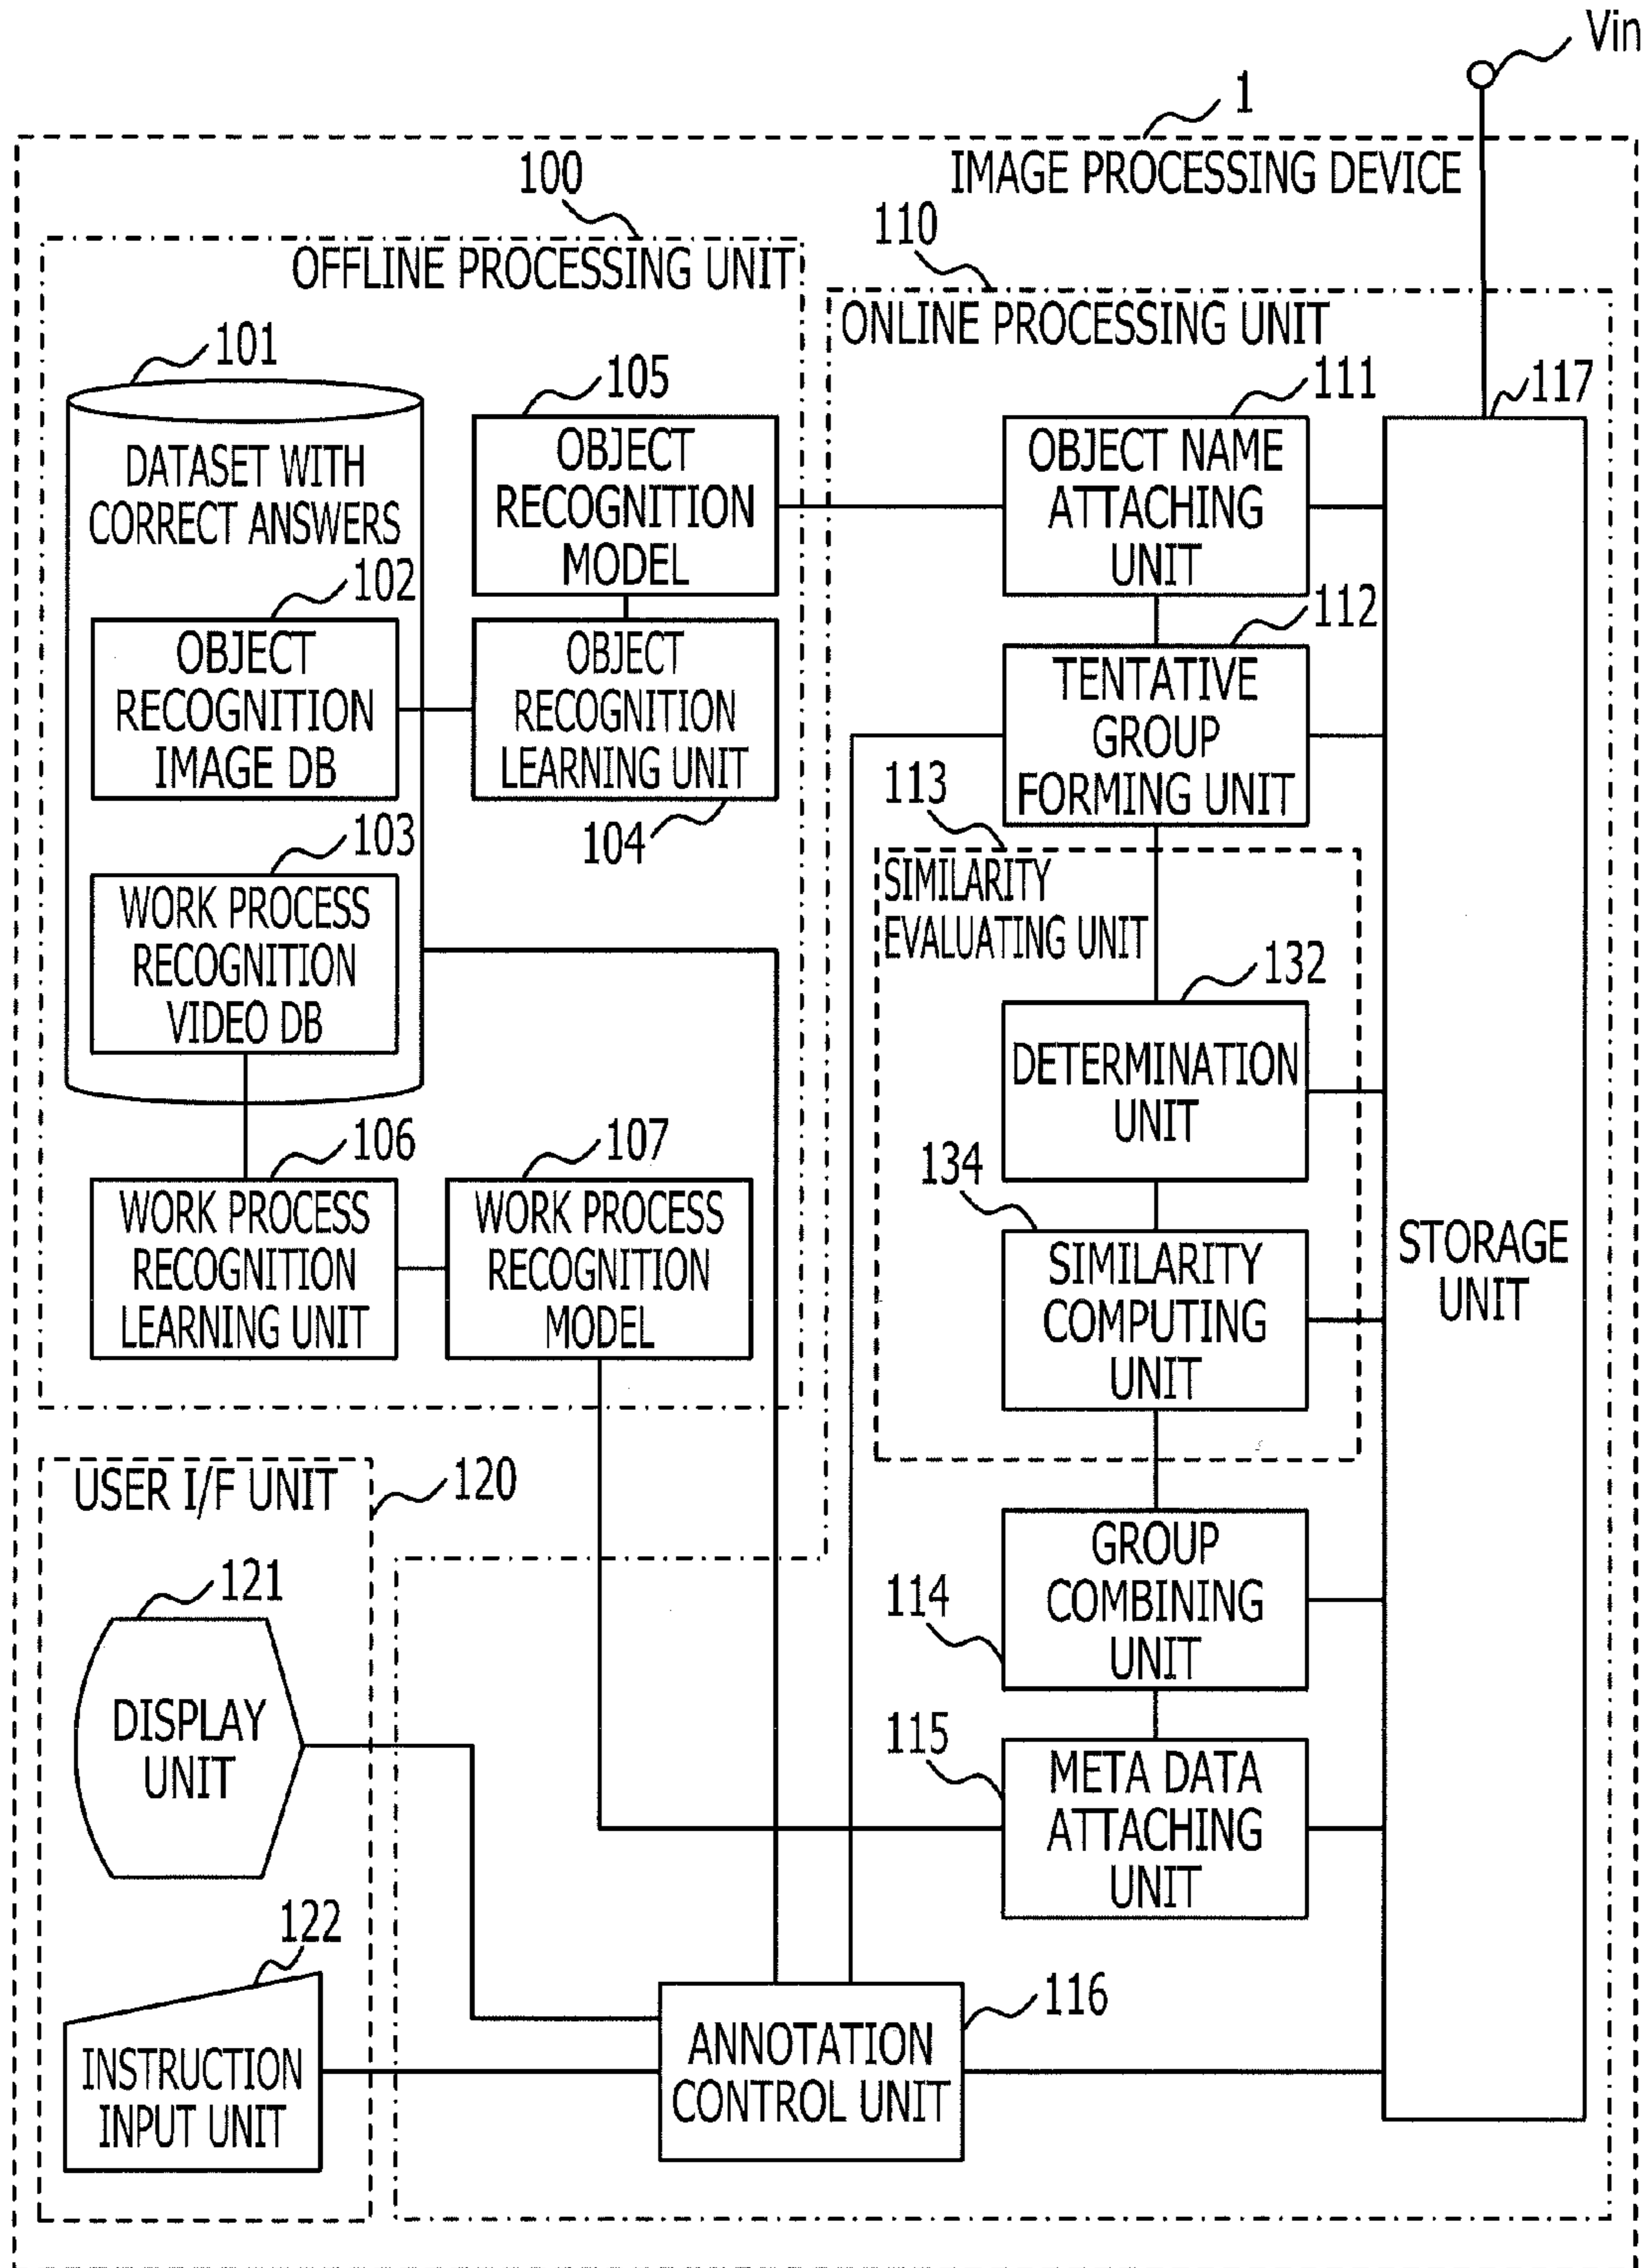 Vin
1
IMAGE PROCESSING DEVICE
100
OFFLINE PROCESSING UNIT
110
ONLINE PROCESSING UNIT
101
DATASET WITH
CORRECT ANSWERS
105
OBJECT
RECOGNITION
MODEL
111
OBJECT NAME
ATTACHING
UNIT
117
STORAGE
UNIT
102
OBJECT
RECOGNITION
IMAGE DB
OBJECT
RECOGNITION
LEARNING UNIT
104
112
TENTATIVE
GROUP
FORMING UNIT
103
WORK PROCESS
RECOGNITION
VIDEO DB
113
SIMILARITY
EVALUATING UNIT
132
DETERMINATION
UNIT
106
WORK PROCESS
RECOGNITION
LEARNING UNIT
107
WORK PROCESS
RECOGNITION
MODEL
134
SIMILARITY
COMPUTING
UNIT
USER I/F UNIT
120
121
DISPLAY
UNIT
114
GROUP
COMBINING
UNIT
115
META DATA
ATTACHING
UNIT
122
INSTRUCTION
INPUT UNIT
116
ANNOTATION
CONTROL UNIT